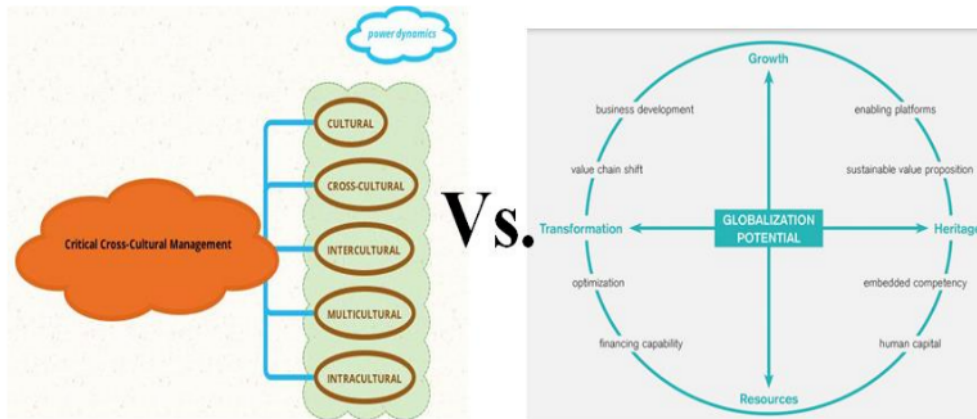 power dynamics
CULTURAL
CROSS-CULTURAL
Critical Cross-Cultural Management
INTERCULTURAL
MULTICULTURAL
INTRACULTURAL
Vs.
Growth
business development
enabling platforms
value chain shift
sustainable value proposition
Transformation
GLOBALIZATION
POTENTIAL
Heritage
optimization
embedded competency
financing capability
human capital
Resources